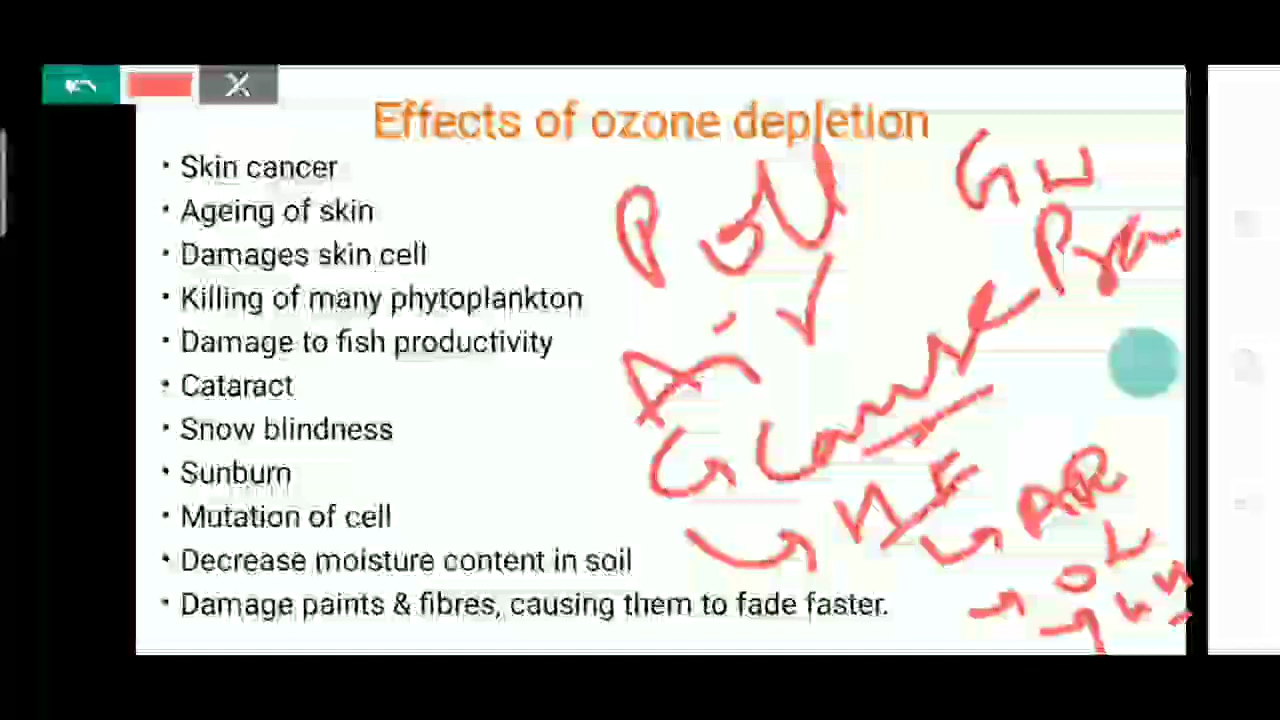 Effects of ozone depletion
• Skin cancer
• Ageing of skin
• Damages skin cell
• Killing of many phytoplankton
• Damage to fish productivity
• Cataract
• Snow blindness
• Sunburn
• Mutation of cell
• Decrease moisture content in soil
• Damage paints & fibres, causing them to fade faster.
Poll
GW